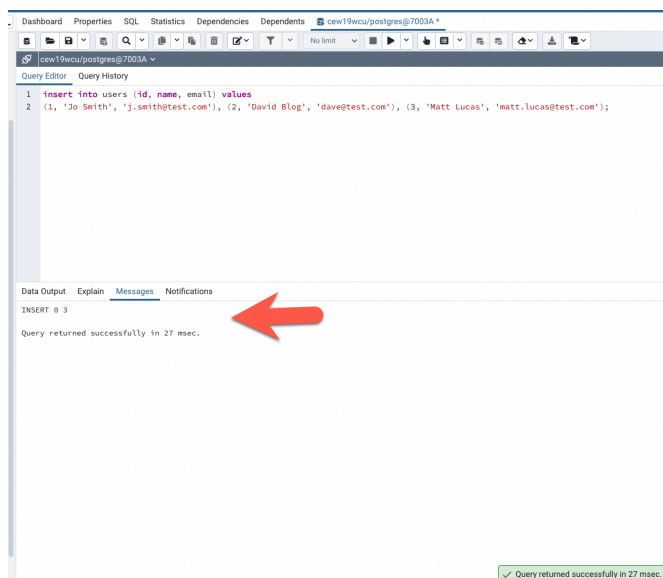 Dashboard Properties SQL Statistics Dependencies Dependents cew19wcu/postgres@7003A *
No limit
cew19wcu/postgres@7003A
Query Editor Query History
1 insert into users (id, name, email) values
2 (1, 'Jo Smith', 'j.smith@test.com'), (2, 'David Blog', 'dave@test.com'), (3, 'Matt Lucas', 'matt.lucas@test.com');
Data Output Explain Messages Notifications
INSERT 0 3
Query returned successfully in 27 msec.
Query returned successfully in 27 msec.